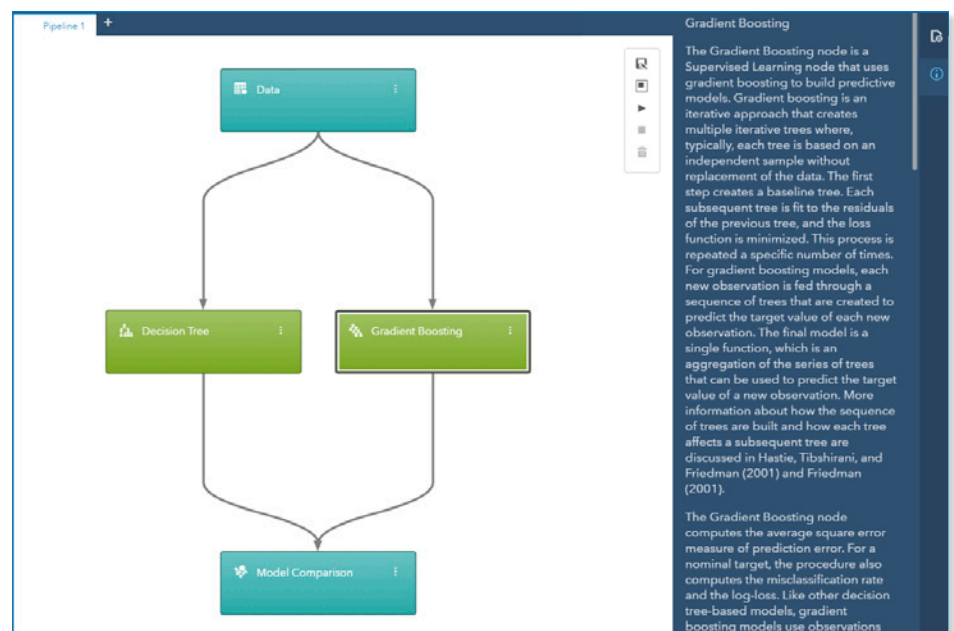 Pipeline 1
+
Data
Decision Tree
Gradient Boosting
Model Comparison
Gradient Boosting
The Gradient Boosting node is a
Supervised Learning node that uses
gradient boosting to build predictive
models. Gradient boosting is an
iterative approach that creates
multiple iterative trees where,
typically, each tree is based on an
independent sample without
replacement of the data. The first
step creates a baseline tree. Each
subsequent tree is fit to the residuals
of the previous tree, and the loss
function is minimized. This process is
repeated a specific number of times.
For gradient boosting models, each
new observation is fed through a
sequence of trees that are created to
predict the target value of each new
observation. The final model is a
single function, which is an
aggregation of the series of trees
that can be used to predict the target
value of a new observation. More
information about how the sequence
of trees are built and how each tree
affects a subsequent tree are
discussed in Hastie, Tibshirani, and
Friedman (2001) and Friedman
(2001).
The Gradient Boosting node
computes the average square error
measure of prediction error. For a
nominal target, the procedure also
computes the misclassification rate
and the log-loss. Like other decision
tree-based models, gradient
boosting models use observations